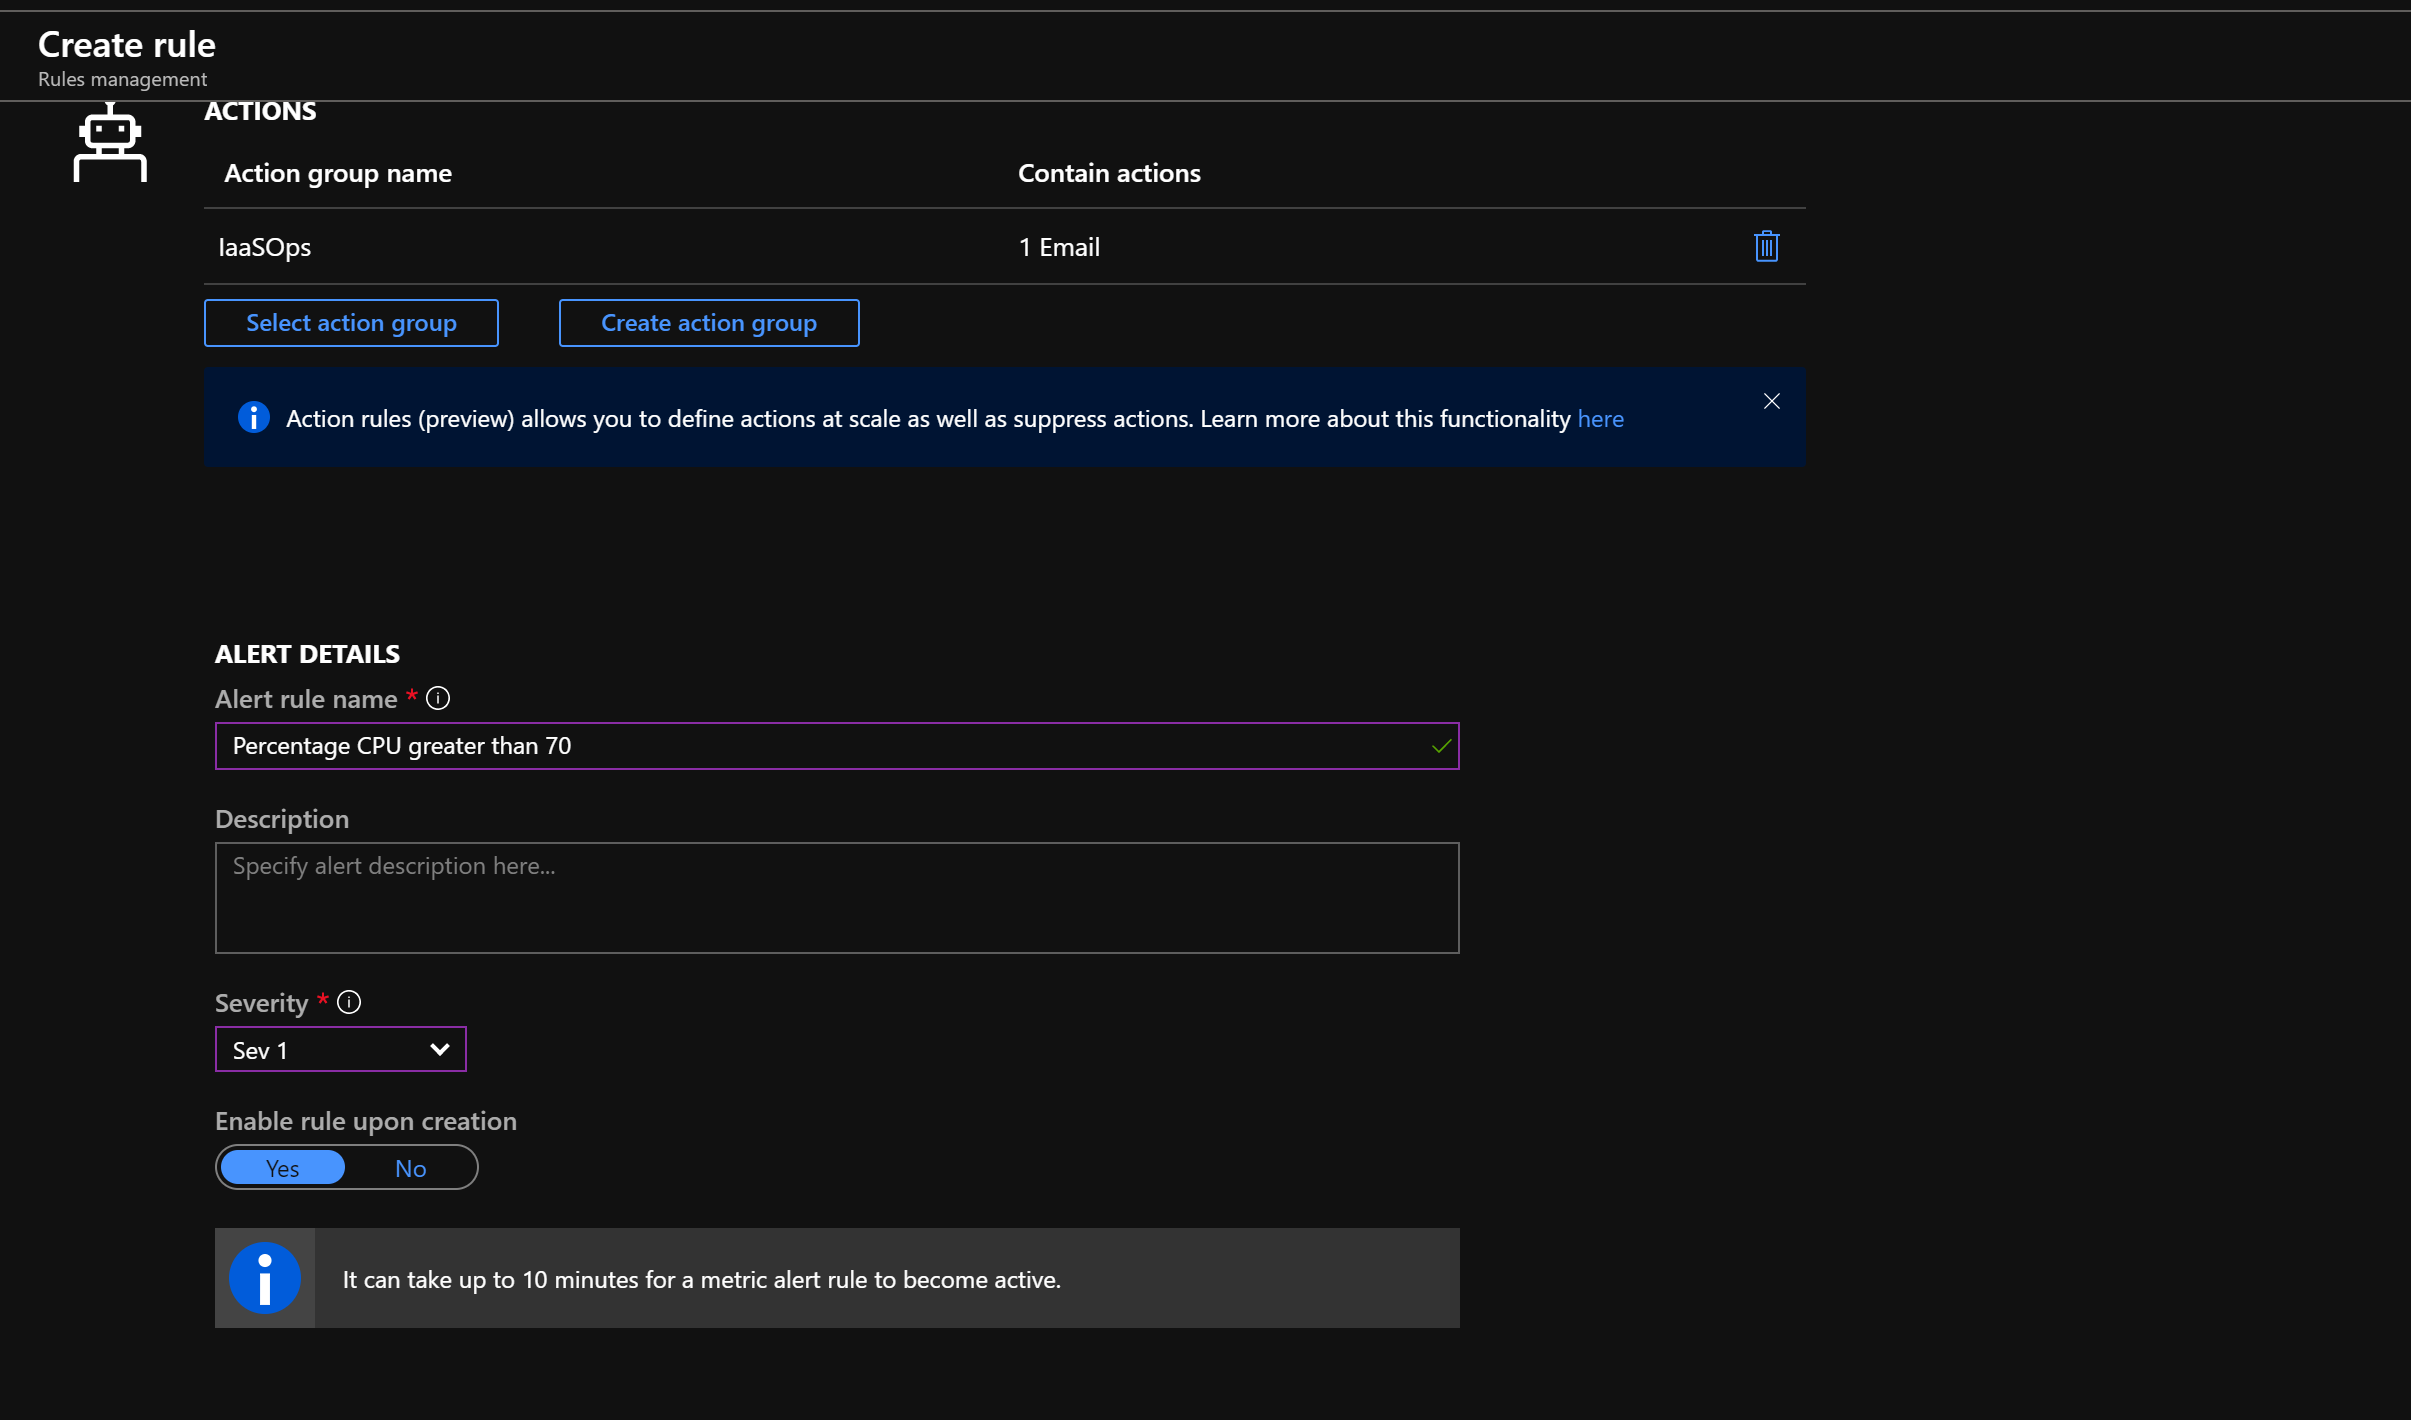 Create rule
Rules management
ACTIONS
Action group name Contain actions
IaaSOps 1 Email
Select action group Create action group
Action rules (preview) allows you to define actions at scale as well as suppress actions. Learn more about this functionality here
ALERT DETAILS
Alert rule name *
Percentage CPU greater than 70
Description
Specify alert description here...
Severity *
Sev 1
Enable rule upon creation
Yes No
It can take up to 10 minutes for a metric alert rule to become active.